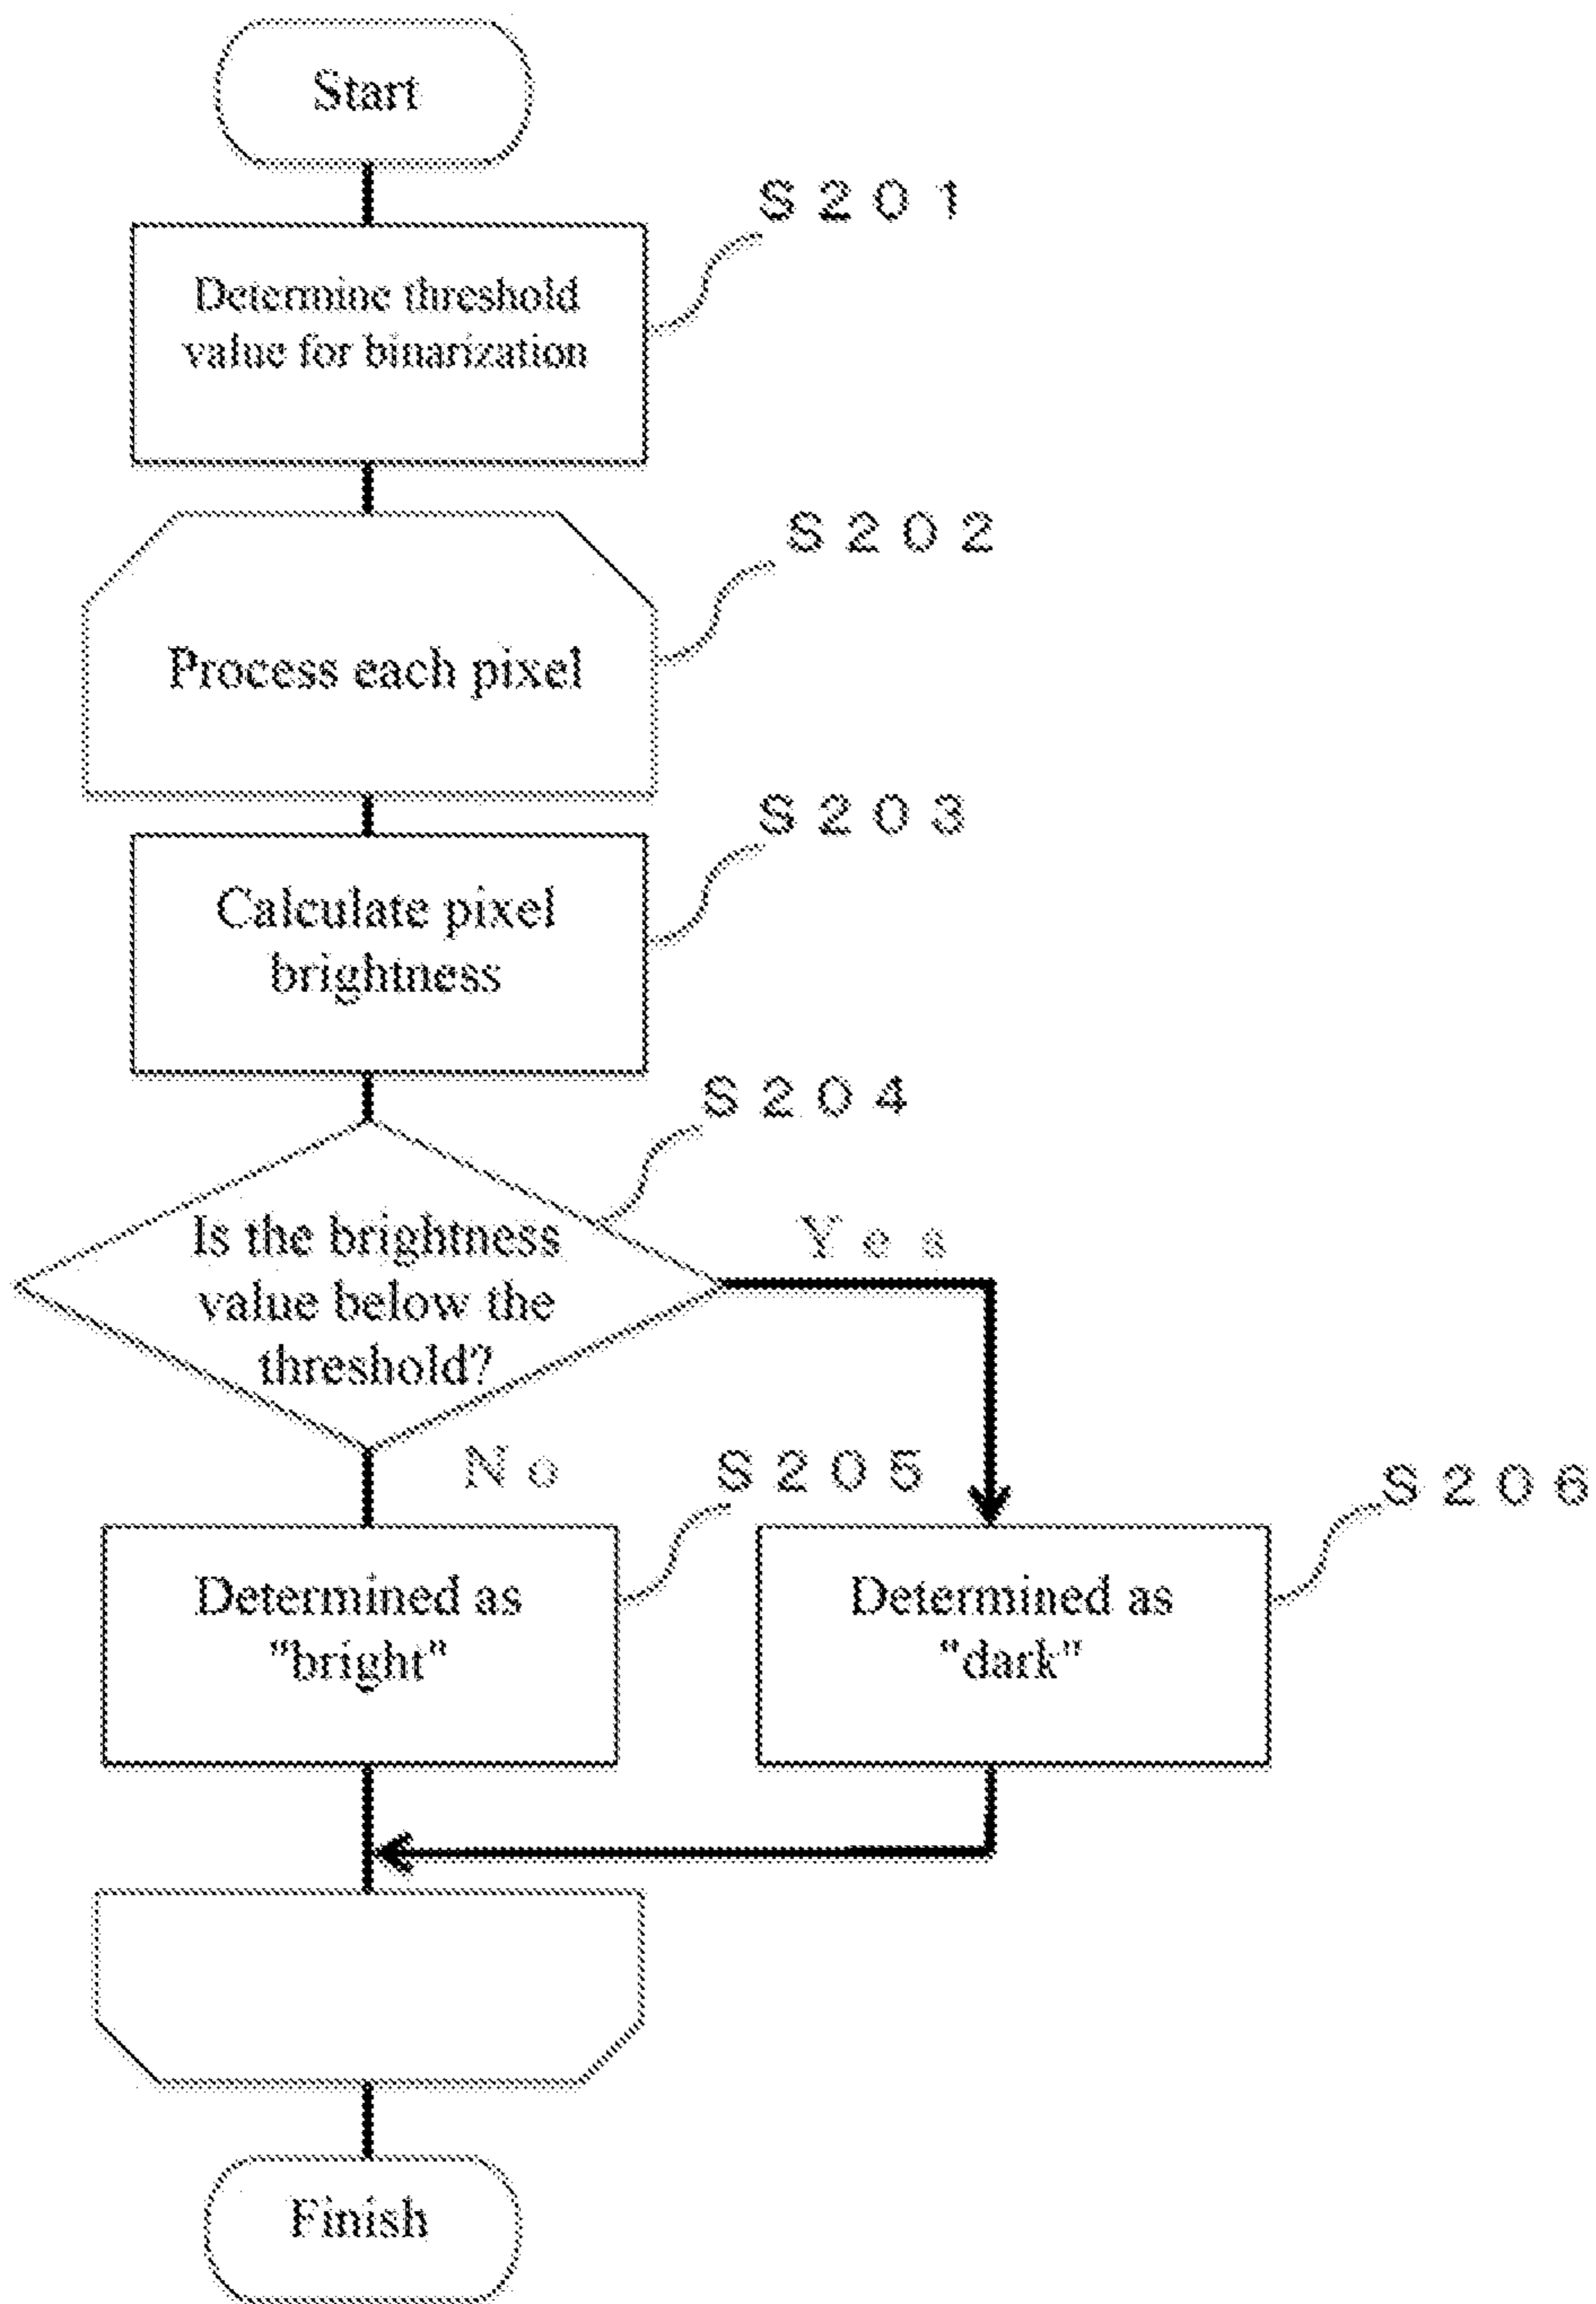 Start
S201
Determine threshold
value for binarization
S202
Process each pixel
S203
Calculate pixel
brightness
S204
Is the brightness
value below the
threshold?
Yes
No
S205
S206
Determined as
"bright"
Determined as
"dark"
Finish